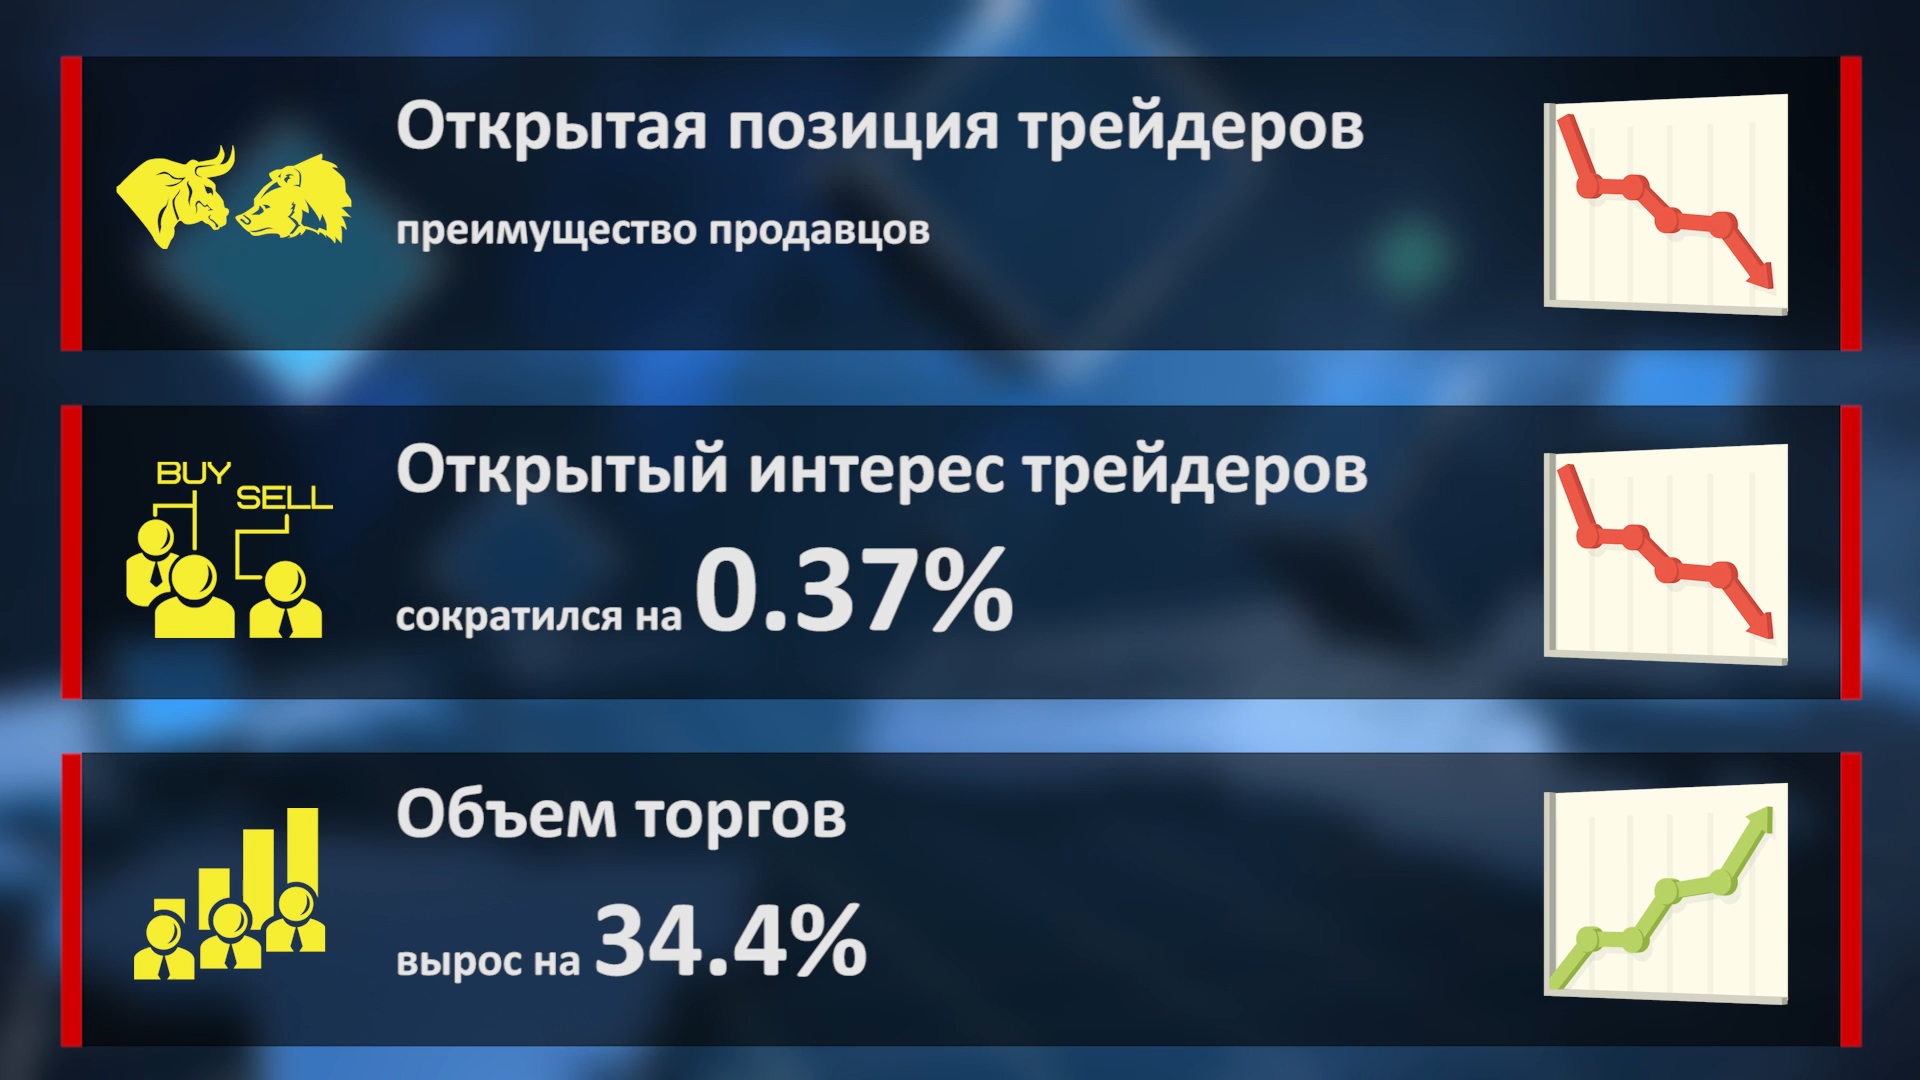 Открытая позиция трейдеров
преимущество продавцов
BUY
SELL
Открытый интерес трейдеров
сократился на 0.37%
Объем торгов
вырос на 34.4%